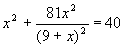 x² + 81x² / (9 + x)² = 40